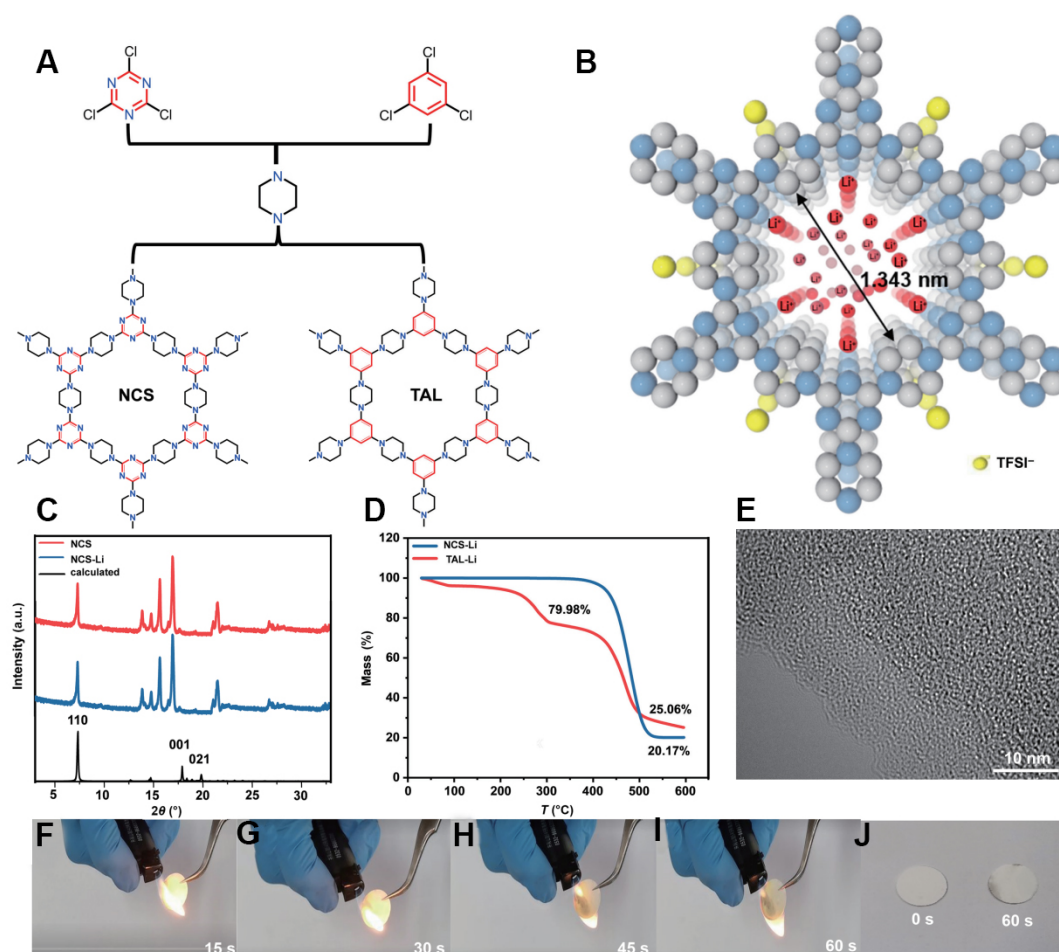 A
Cl
N
N
Cl
N
Cl
Cl
Cl
Cl
N
N
NCS
TAL
B
Li⁺
1.343 nm
TFSI⁻
C
NCS
NCS-Li
calculated
110
001
021
Intensity (a.u.)
5
10
15
20
25
30
2θ (°)
D
NCS-Li
TAL-Li
79.98%
25.06%
20.17%
Mass (%)
120
100
80
60
40
20
0
0
100
200
300
400
500
600
T (°C)
E
10 nm
F
15 s
G
30 s
H
45 s
I
60 s
J
0 s
60 s